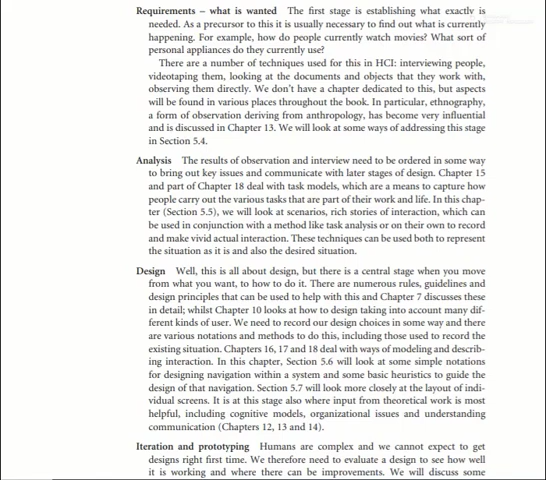 Requirements – what is wanted The first stage is establishing what exactly is
needed. As a precursor to this it is usually necessary to find out what is currently
happening. For example, how do people currently watch movies? What sort of
personal appliances do they currently use?
There are a number of techniques used for this in HCI: interviewing people,
videotaping them, looking at the documents and objects that they work with,
observing them directly. We don't have a chapter dedicated to this, but aspects
will be found in various places throughout the book. In particular, ethnography,
a form of observation deriving from anthropology, has become very influential
and is discussed in Chapter 13. We will look at some ways of addressing this stage
in Section 5.4.
Analysis The results of observation and interview need to be ordered in some way
to bring out key issues and communicate with later stages of design. Chapter 15
and part of Chapter 18 deal with task models, which are a means to capture how
people carry out the various tasks that are part of their work and life. In this chap-
ter (Section 5.5), we will look at scenarios, rich stories of interaction, which can
be used in conjunction with a method like task analysis or on their own to record
and make vivid actual interaction. These techniques can be used both to represent
the situation as it is and also the desired situation.
Design Well, this is all about design, but there is a central stage when you move
from what you want, to how to do it. There are numerous rules, guidelines and
design principles that can be used to help with this and Chapter 7 discusses these
in detail; whilst Chapter 10 looks at how to design taking into account many dif-
ferent kinds of user. We need to record our design choices in some way and there
are various notations and methods to do this, including those used to record the
existing situation. Chapters 16, 17 and 18 deal with ways of modeling and describ-
ing interaction. In this chapter, Section 5.6 will look at some simple notations
for designing navigation within a system and some basic heuristics to guide the
design of that navigation. Section 5.7 will look more closely at the layout of indi-
vidual screens. It is at this stage also where input from theoretical work is most
helpful, including cognitive models, organizational issues and understanding
communication (Chapters 12, 13 and 14).
Iteration and prototyping Humans are complex and we cannot expect to get
designs right first time. We therefore need to evaluate a design to see how well
it is working and where there can be improvements. We will discuss some